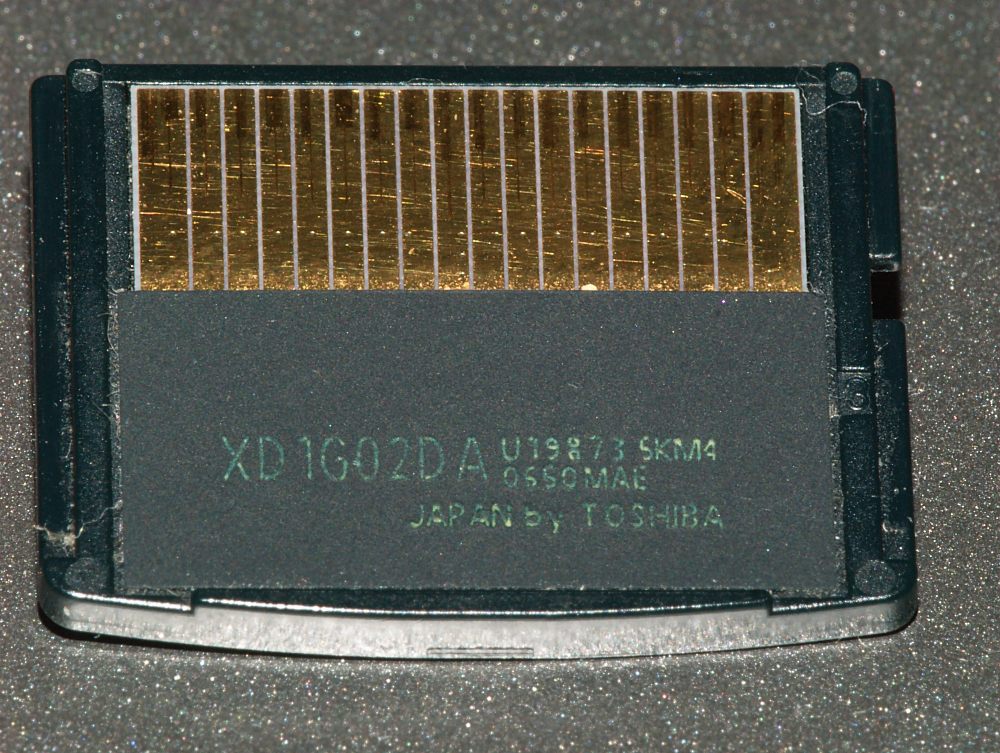 XD1G02DA U19873 SKM4
0650MAE
JAPAN by TOSHIBA